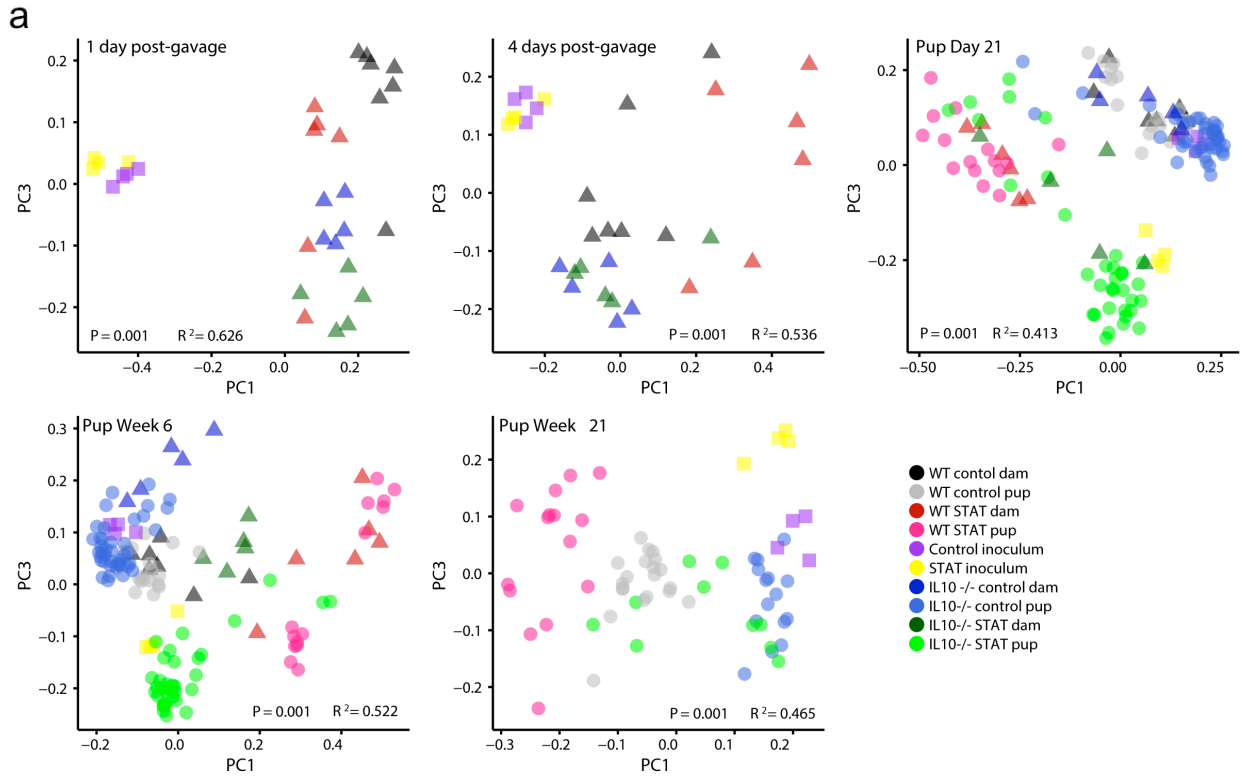 a
1 day post-gavage
PC3
0.2
0.1
0.0
−0.1
−0.2
P = 0.001 R²= 0.626
−0.4 −0.2 0.0 0.2
PC1
4 days post-gavage
PC3
0.2
0.1
0.0
−0.1
−0.2
P = 0.001 R²= 0.536
−0.2 0.0 0.2 0.4
PC1
Pup Day 21
PC3
0.2
0.0
−0.2
P = 0.001 R²= 0.413
−0.50 −0.25 0.00 0.25
PC1
Pup Week 6
PC3
0.3
0.2
0.1
0.0
−0.1
−0.2
P = 0.001 R²= 0.522
−0.2 0.0 0.2 0.4
PC1
Pup Week 21
PC3
0.2
0.1
0.0
−0.1
−0.2
P = 0.001 R²= 0.465
−0.3 −0.2 −0.1 0.0 0.1 0.2
PC1
WT contol dam
WT control pup
WT STAT dam
WT STAT pup
Control inoculum
STAT inoculum
IL10 -/- control dam
IL10-/- control pup
IL10-/- STAT dam
IL10-/- STAT pup